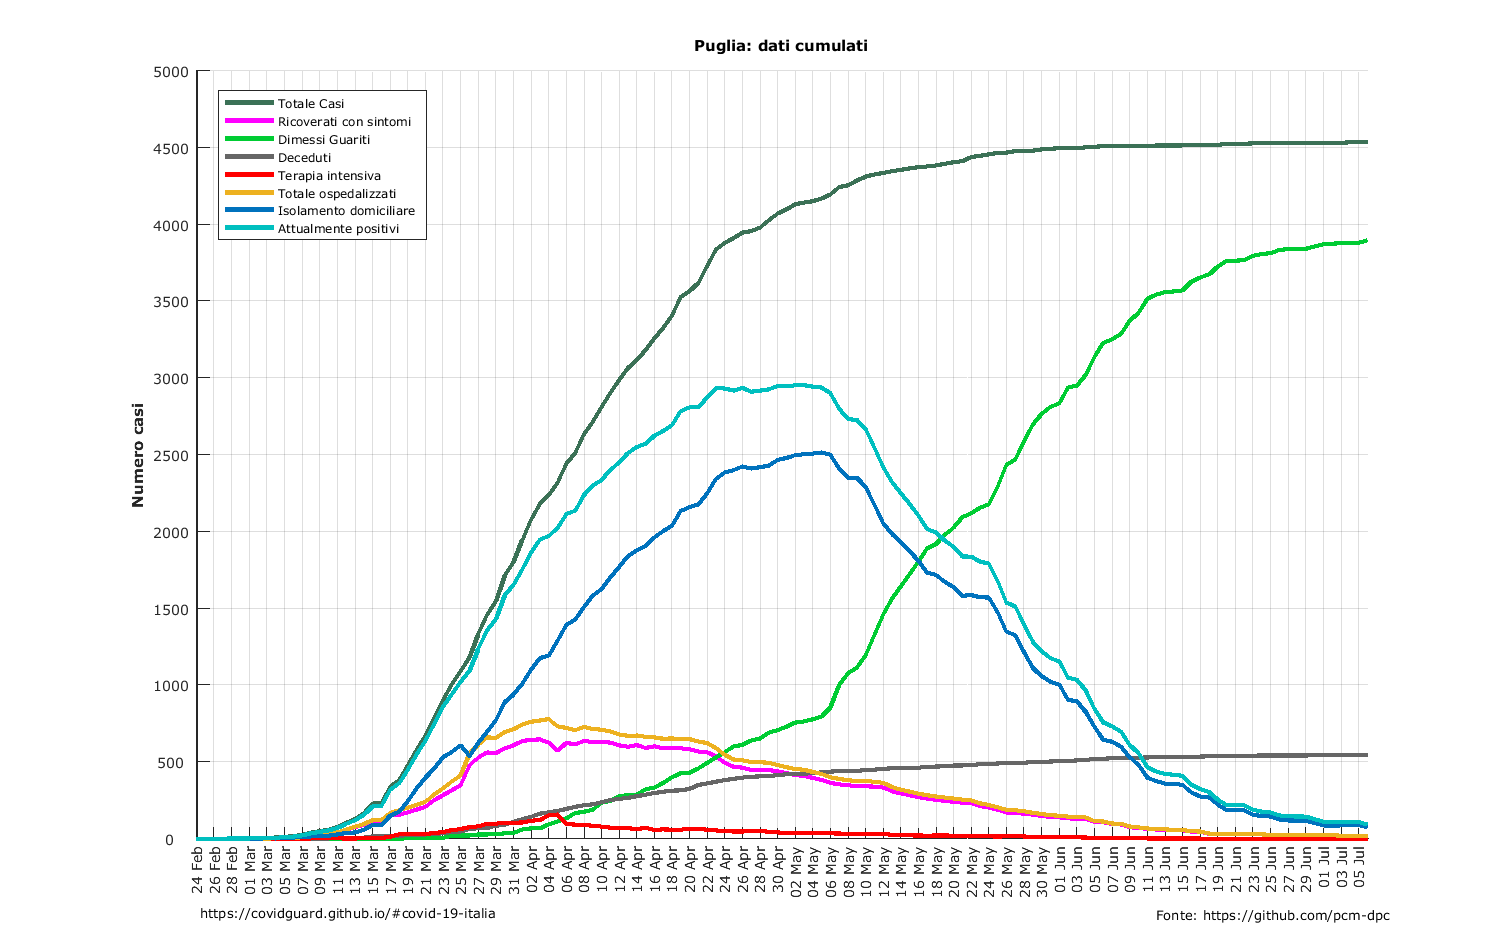 Puglia: dati cumulati
Numero casi
5000
4500
4000
3500
3000
2500
2000
1500
1000
500
0
Totale Casi
Ricoverati con sintomi
Dimessi Guariti
Deceduti
Terapia intensiva
Totale ospedalizzati
Isolamento domiciliare
Attualmente positivi
24 Feb
26 Feb
28 Feb
01 Mar
03 Mar
05 Mar
07 Mar
09 Mar
11 Mar
13 Mar
15 Mar
17 Mar
19 Mar
21 Mar
23 Mar
25 Mar
27 Mar
29 Mar
31 Mar
02 Apr
04 Apr
06 Apr
08 Apr
10 Apr
12 Apr
14 Apr
16 Apr
18 Apr
20 Apr
22 Apr
24 Apr
26 Apr
28 Apr
30 Apr
02 May
04 May
06 May
08 May
10 May
12 May
14 May
16 May
18 May
20 May
22 May
24 May
26 May
28 May
30 May
01 Jun
03 Jun
05 Jun
07 Jun
09 Jun
11 Jun
13 Jun
15 Jun
17 Jun
19 Jun
21 Jun
23 Jun
25 Jun
27 Jun
29 Jun
01 Jul
03 Jul
05 Jul
https://covidguard.github.io/#covid-19-italia
Fonte: https://github.com/pcm-dpc